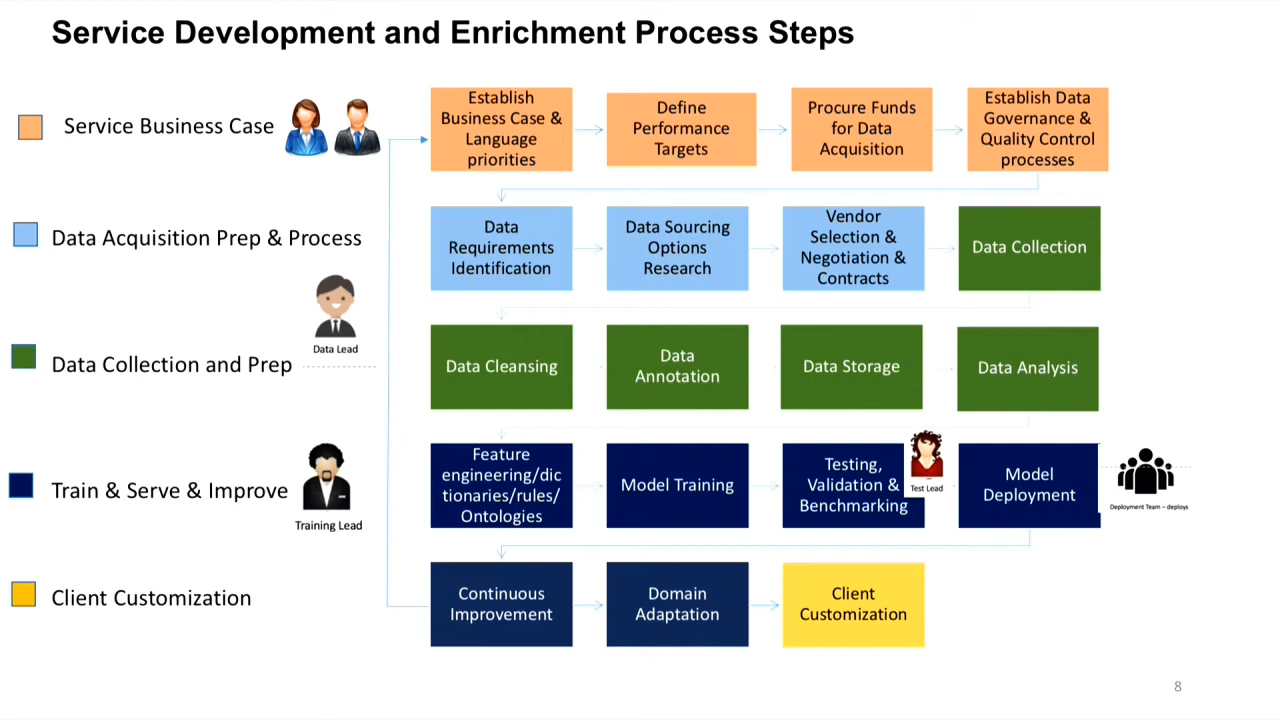 Service Development and Enrichment Process Steps
Service Business Case
Establish
Business Case &
Language
priorities
Define
Performance
Targets
Procure Funds
for Data
Acquisition
Establish Data
Governance &
Quality Control
processes
Data Acquisition Prep & Process
Data
Requirements
Identification
Data Sourcing
Options
Research
Vendor
Selection &
Negotiation &
Contracts
Data Collection
Data Lead
Data Collection and Prep
Data Cleansing
Data
Annotation
Data Storage
Data Analysis
Train & Serve & Improve
Training Lead
Feature
engineering/dic
tionaries/rules/
Ontologies
Model Training
Testing,
Validation &
Benchmarking
Test Lead
Model
Deployment
Deployment Team – deploys
Client Customization
Continuous
Improvement
Domain
Adaptation
Client
Customization
8